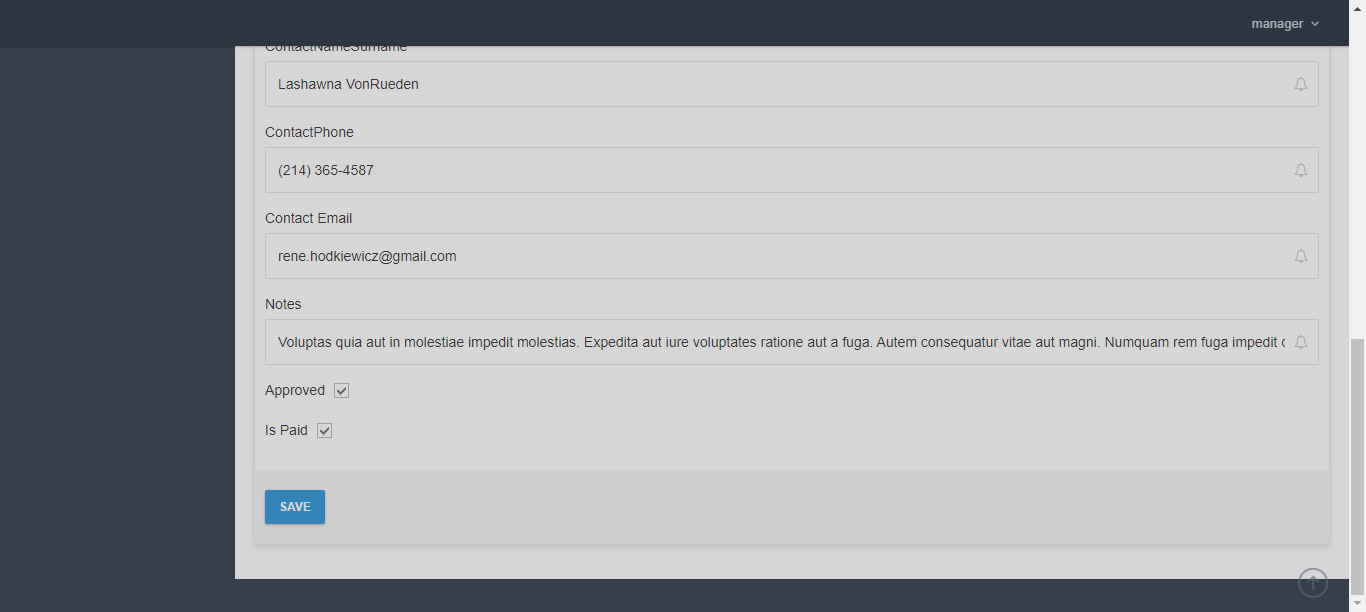 manager
ContactNameSurname
Lashawna VonRueden
ContactPhone
(214) 365-4587
Contact Email
rene.hodkiewicz@gmail.com
Notes
Voluptas quia aut in molestiae impedit molestias. Expedita aut iure voluptates ratione aut a fuga. Autem consequatur vitae aut magni. Numquam rem fuga impedit
Approved
Is Paid
SAVE